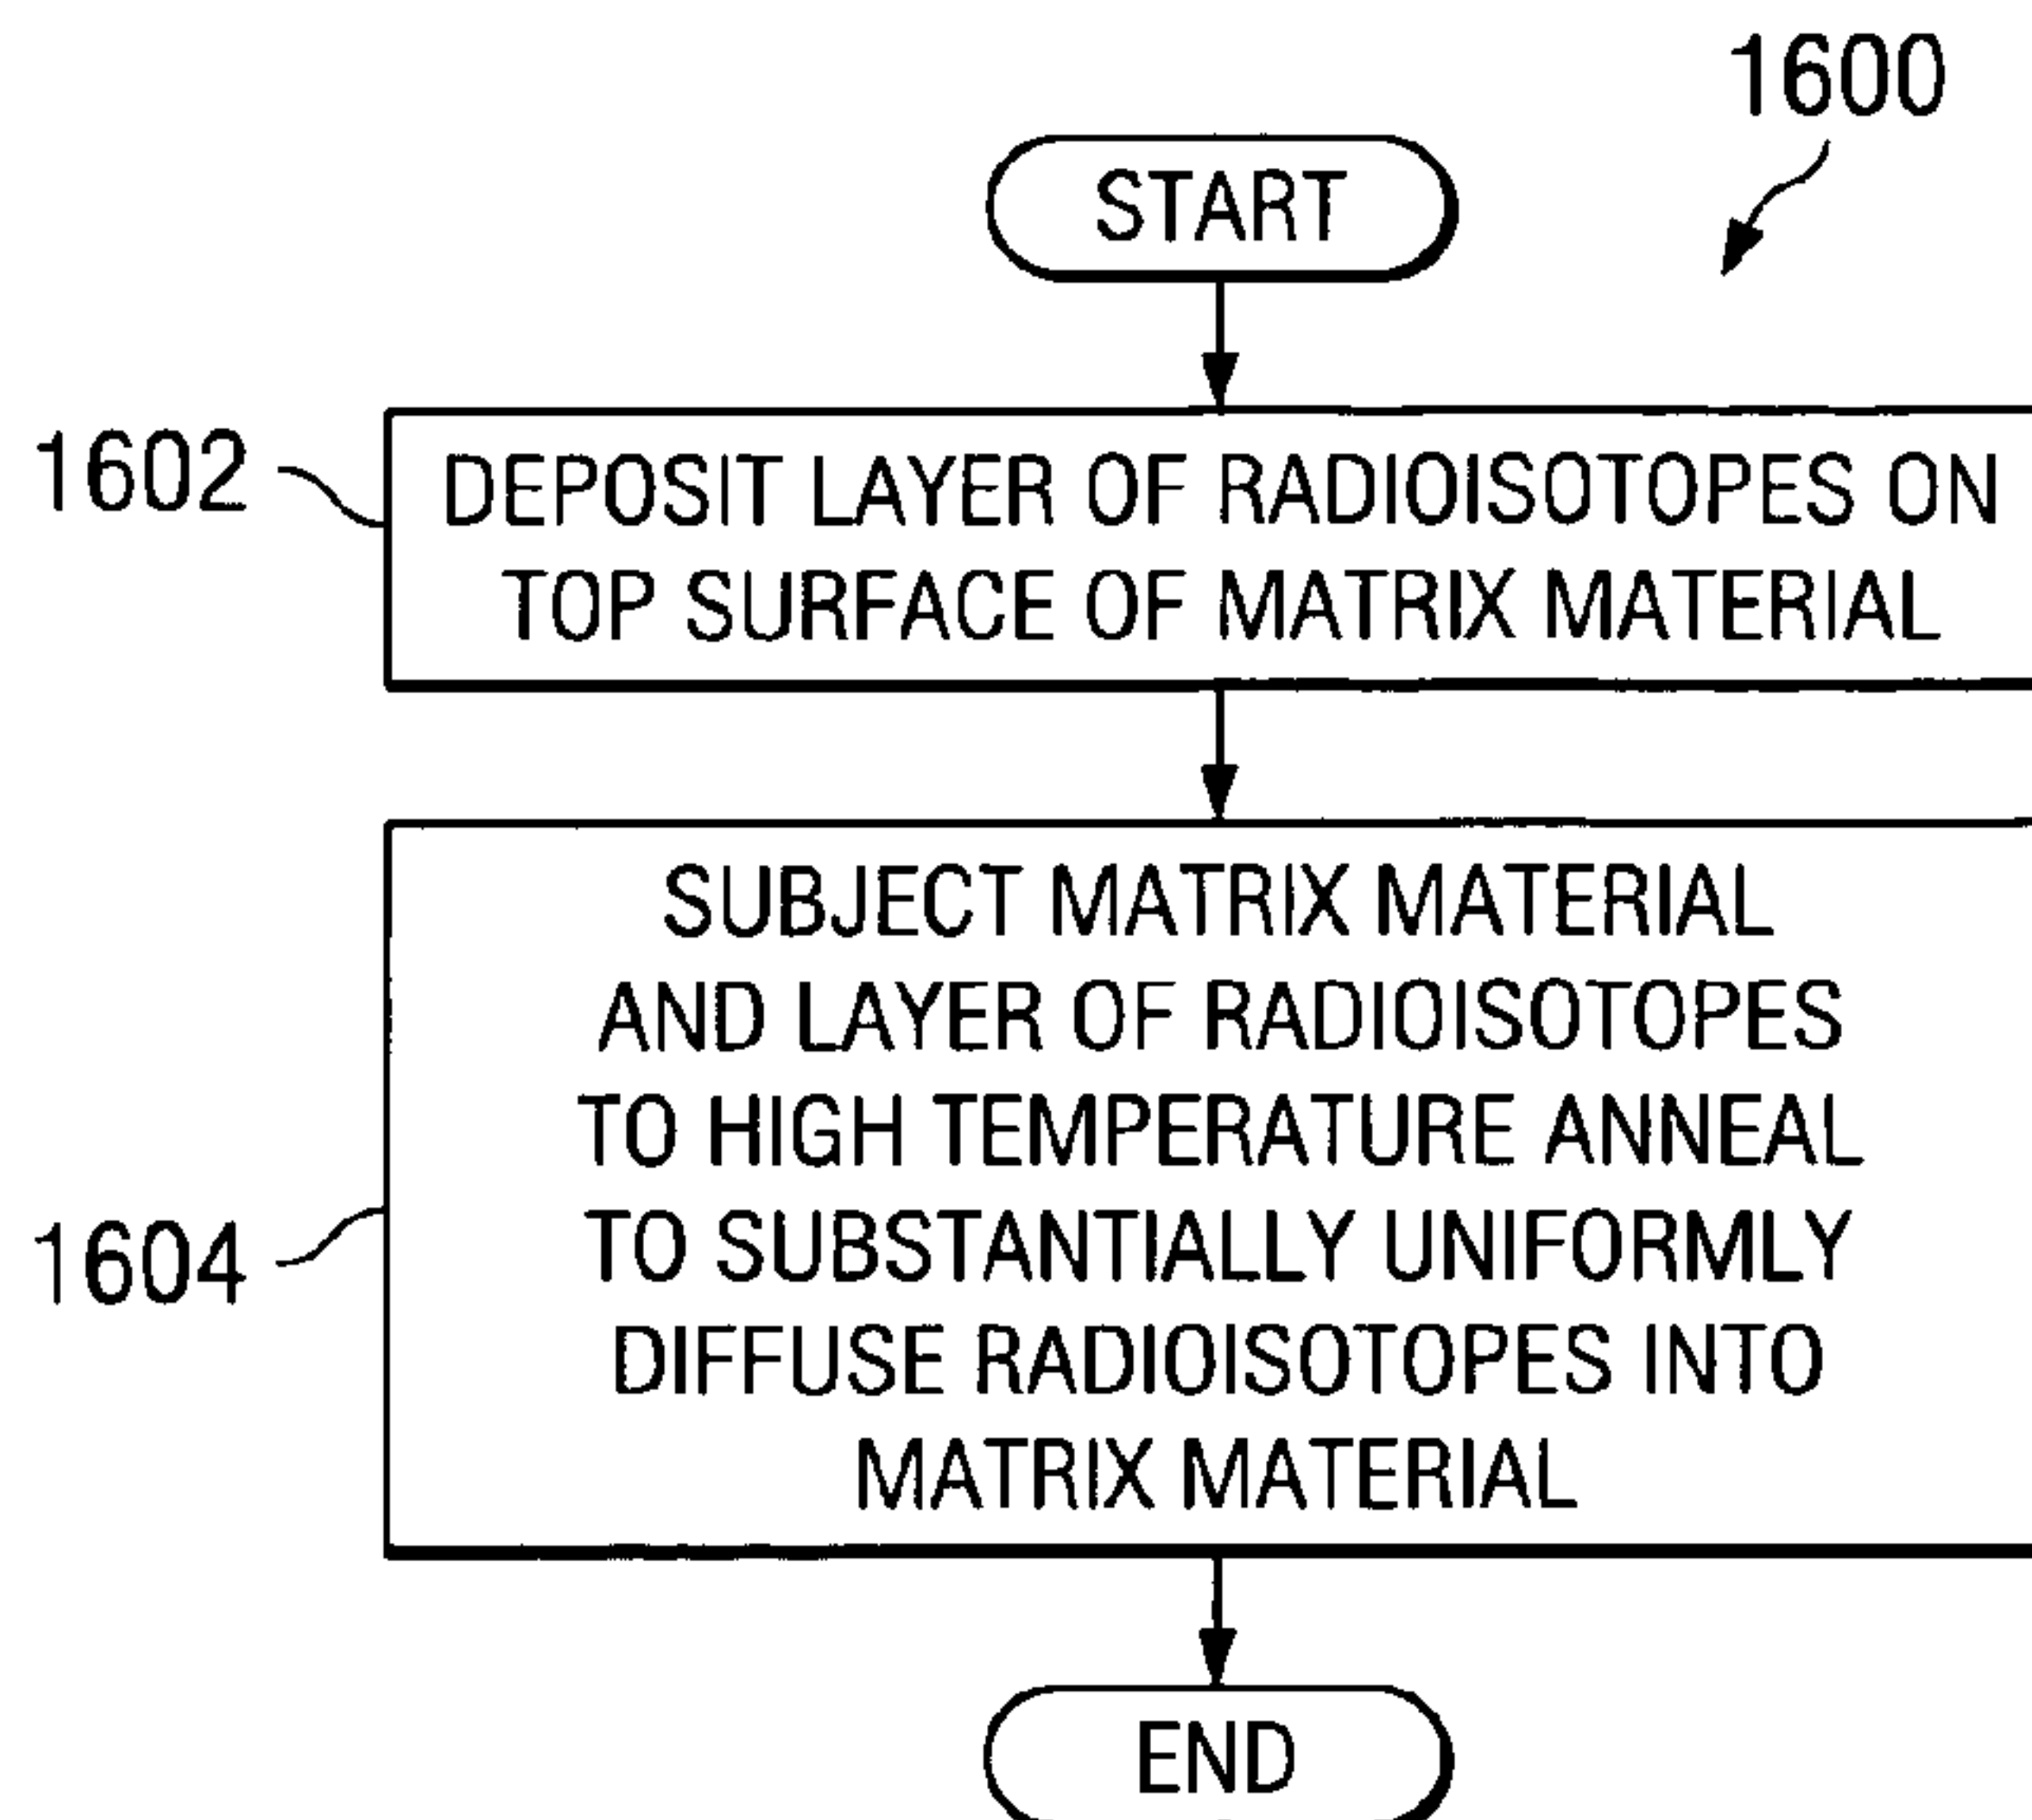 1600
START
1602
DEPOSIT LAYER OF RADIOISOTOPES ON
TOP SURFACE OF MATRIX MATERIAL
SUBJECT MATRIX MATERIAL
AND LAYER OF RADIOISOTOPES
TO HIGH TEMPERATURE ANNEAL
1604
TO SUBSTANTIALLY UNIFORMLY
DIFFUSE RADIOISOTOPES INTO
MATRIX MATERIAL
END